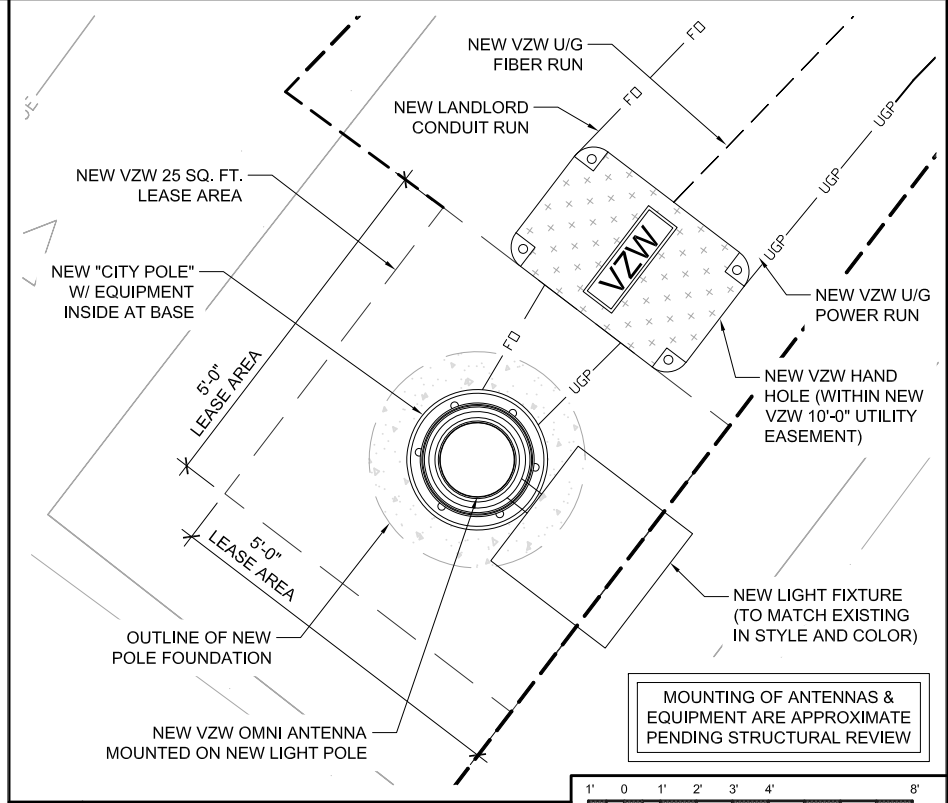 NEW VZW U/G
FIBER RUN
FO
FO
NEW LANDLORD
CONDUIT RUN
UGP
UGP
UGP
NEW VZW 25 SQ. FT.
LEASE AREA
VZW
NEW "CITY POLE"
W/ EQUIPMENT
INSIDE AT BASE
NEW VZW U/G
POWER RUN
FO
UGP
5'-0"
LEASE AREA
NEW VZW HAND
HOLE (WITHIN NEW
VZW 10'-0" UTILITY
EASEMENT)
5'-0"
LEASE AREA
NEW LIGHT FIXTURE
(TO MATCH EXISTING
IN STYLE AND COLOR)
OUTLINE OF NEW
POLE FOUNDATION
NEW VZW OMNI ANTENNA
MOUNTED ON NEW LIGHT POLE
MOUNTING OF ANTENNAS &
EQUIPMENT ARE APPROXIMATE
PENDING STRUCTURAL REVIEW
1' 0 1' 2' 3' 4' 8'